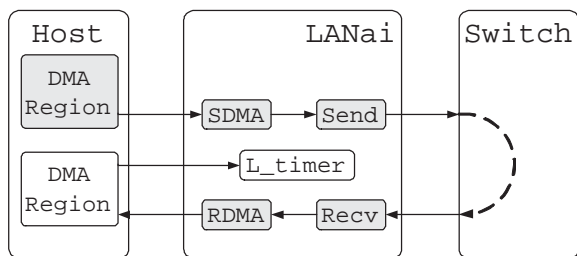 Host
LANai
Switch
DMA
Region
SDMA
Send
DMA
Region
L_timer
RDMA
Recv